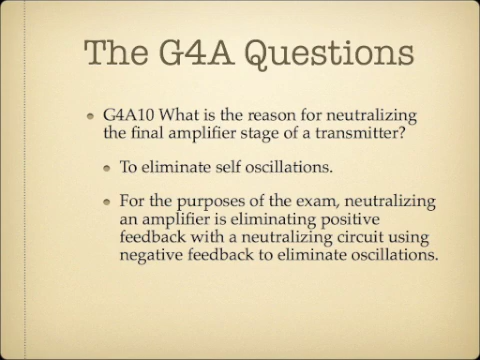 The G4A Questions
G4A10 What is the reason for neutralizing
the final amplifier stage of a transmitter?
To eliminate self oscillations.
For the purposes of the exam, neutralizing
an amplifier is eliminating positive
feedback with a neutralizing circuit using
negative feedback to eliminate oscillations.